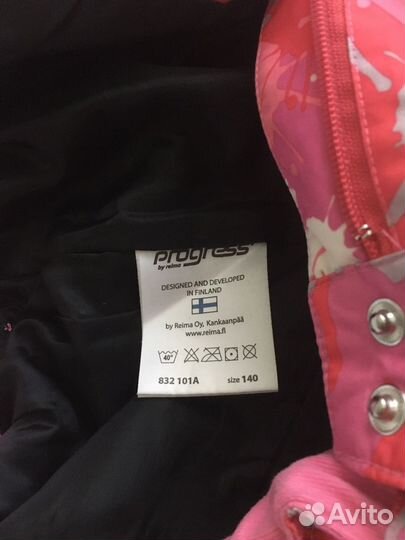 progress
by reima
DESIGNED AND DEVELOPED
IN FINLAND
by Reima Oy, Kankaanpää
www.reima.fi
40°
832 101A size 140
Avito